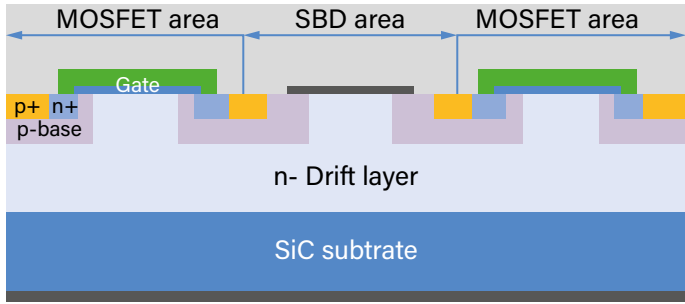 MOSFET area SBD area MOSFET area
Gate
p+ n+
p-base
n- Drift layer
SiC subtrate